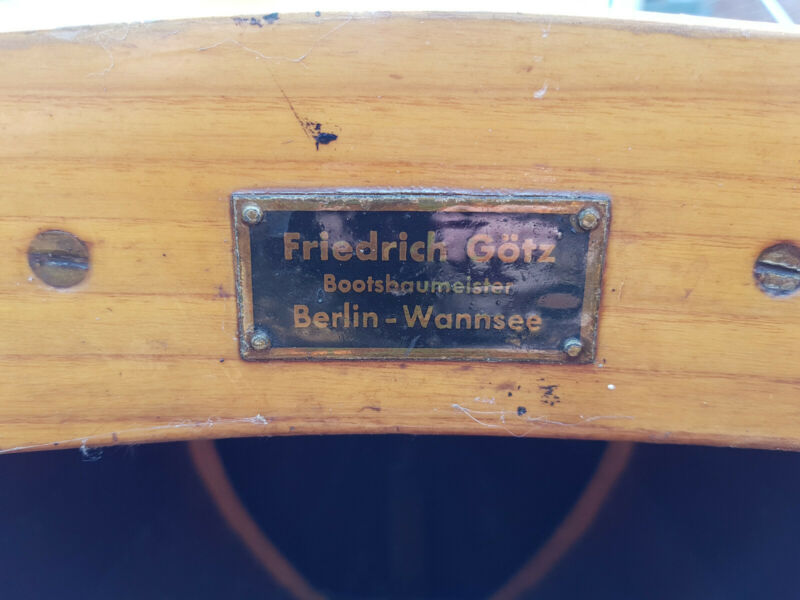 Friedrich Götz
Bootsbaumeister
Berlin-Wannsee